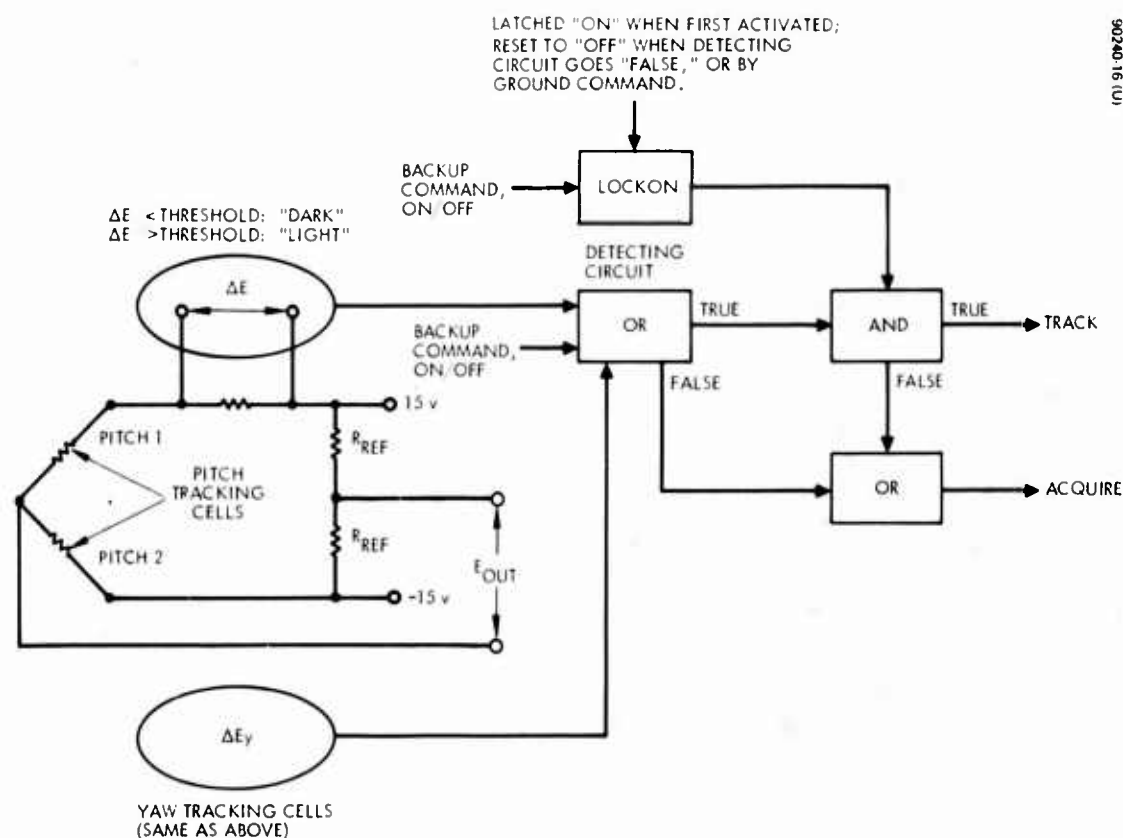 LATCHED "ON" WHEN FIRST ACTIVATED;
RESET TO "OFF" WHEN DETECTING
CIRCUIT GOES "FALSE," OR BY
GROUND COMMAND.
90240-16 (U)
BACKUP
COMMAND,
ON/OFF
LOCKON
ΔE <THRESHOLD: "DARK"
ΔE >THRESHOLD: "LIGHT"
ΔE
DETECTING
CIRCUIT
BACKUP
COMMAND,
ON/OFF
OR
TRUE
FALSE
AND
TRUE
TRACK
FALSE
OR
ACQUIRE
15 v
PITCH 1
PITCH
TRACKING
CELLS
PITCH 2
RREF
RREF
EOUT
-15 v
ΔEy
YAW TRACKING CELLS
(SAME AS ABOVE)